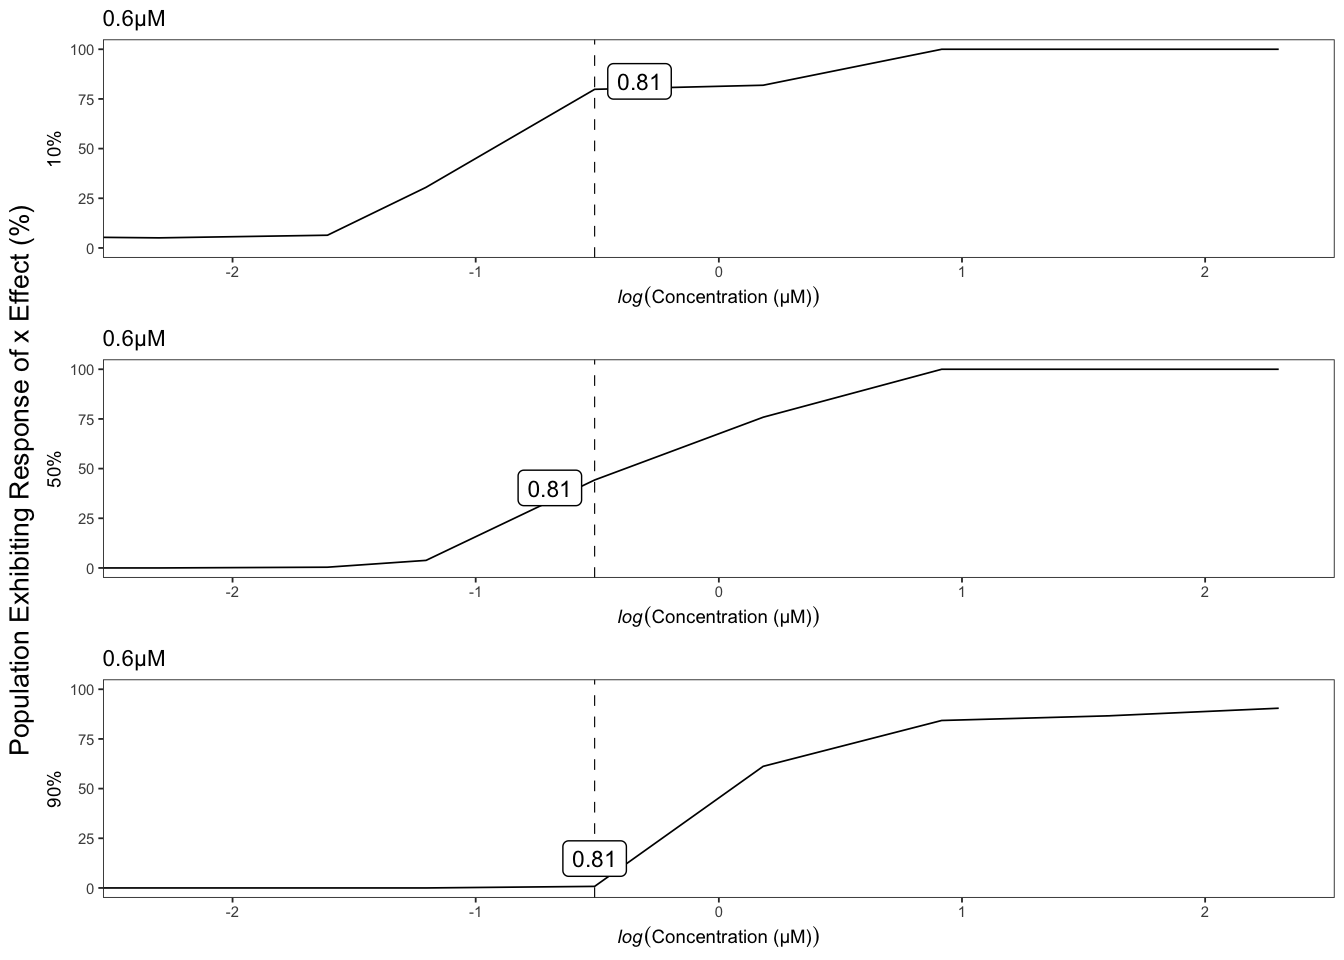 Population Exhibiting Response of x Effect (%)
0.6µM
10%
100
75
50
25
0
0.81
-2 -1 0 1 2
log(Concentration (µM))
0.6µM
50%
100
75
50
25
0
0.81
-2 -1 0 1 2
log(Concentration (µM))
0.6µM
90%
100
75
50
25
0
0.81
-2 -1 0 1 2
log(Concentration (µM))